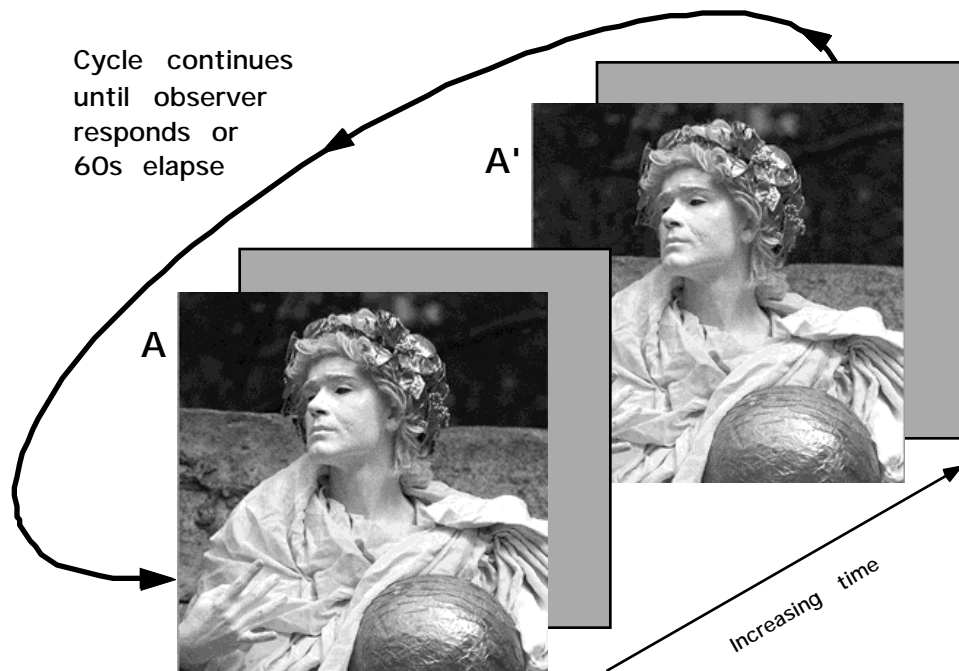 Cycle continues
until observer
responds or
60s elapse
A'
A
Increasing time